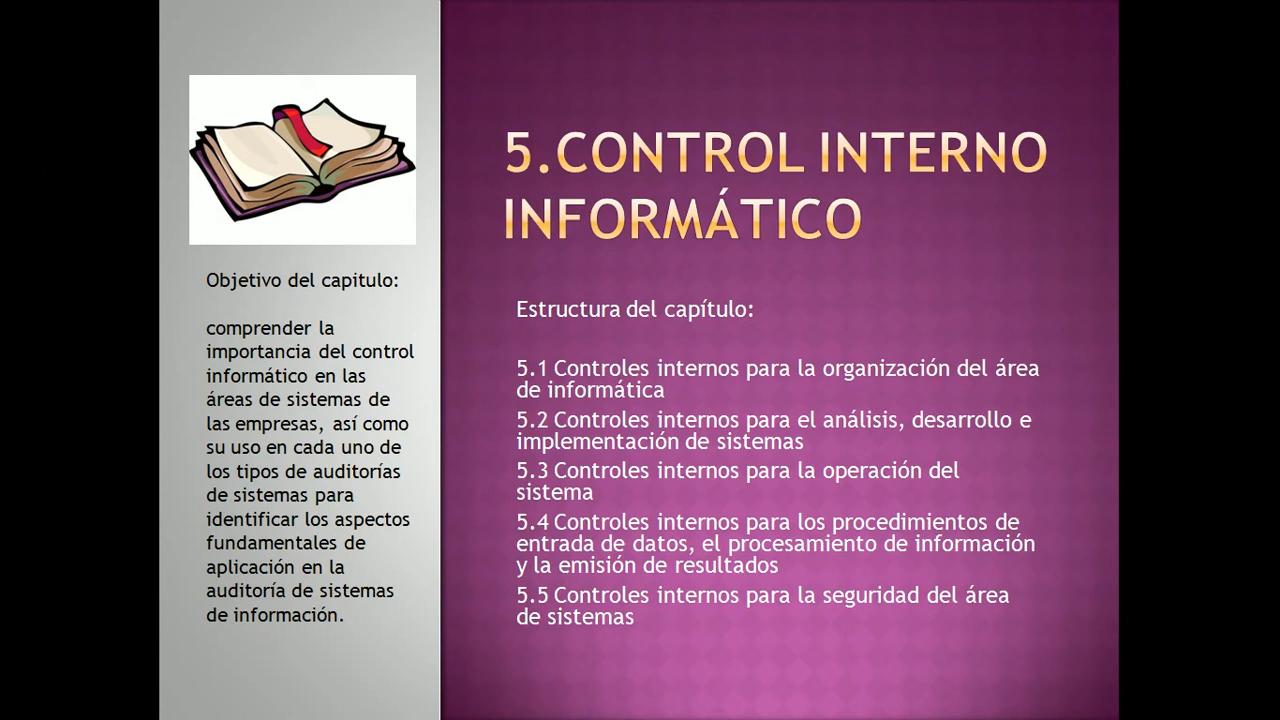 Objetivo del capitulo:
comprender la
importancia del control
informático en las
áreas de sistemas de
las empresas, así como
su uso en cada uno de
los tipos de auditorías
de sistemas para
identificar los aspectos
fundamentales de
aplicación en la
auditoría de sistemas
de información.
5.CONTROL INTERNO
INFORMÁTICO
Estructura del capítulo:
5.1 Controles internos para la organización del área
de informática
5.2 Controles internos para el análisis, desarrollo e
implementación de sistemas
5.3 Controles internos para la operación del
sistema
5.4 Controles internos para los procedimientos de
entrada de datos, el procesamiento de información
y la emisión de resultados
5.5 Controles internos para la seguridad del área
de sistemas